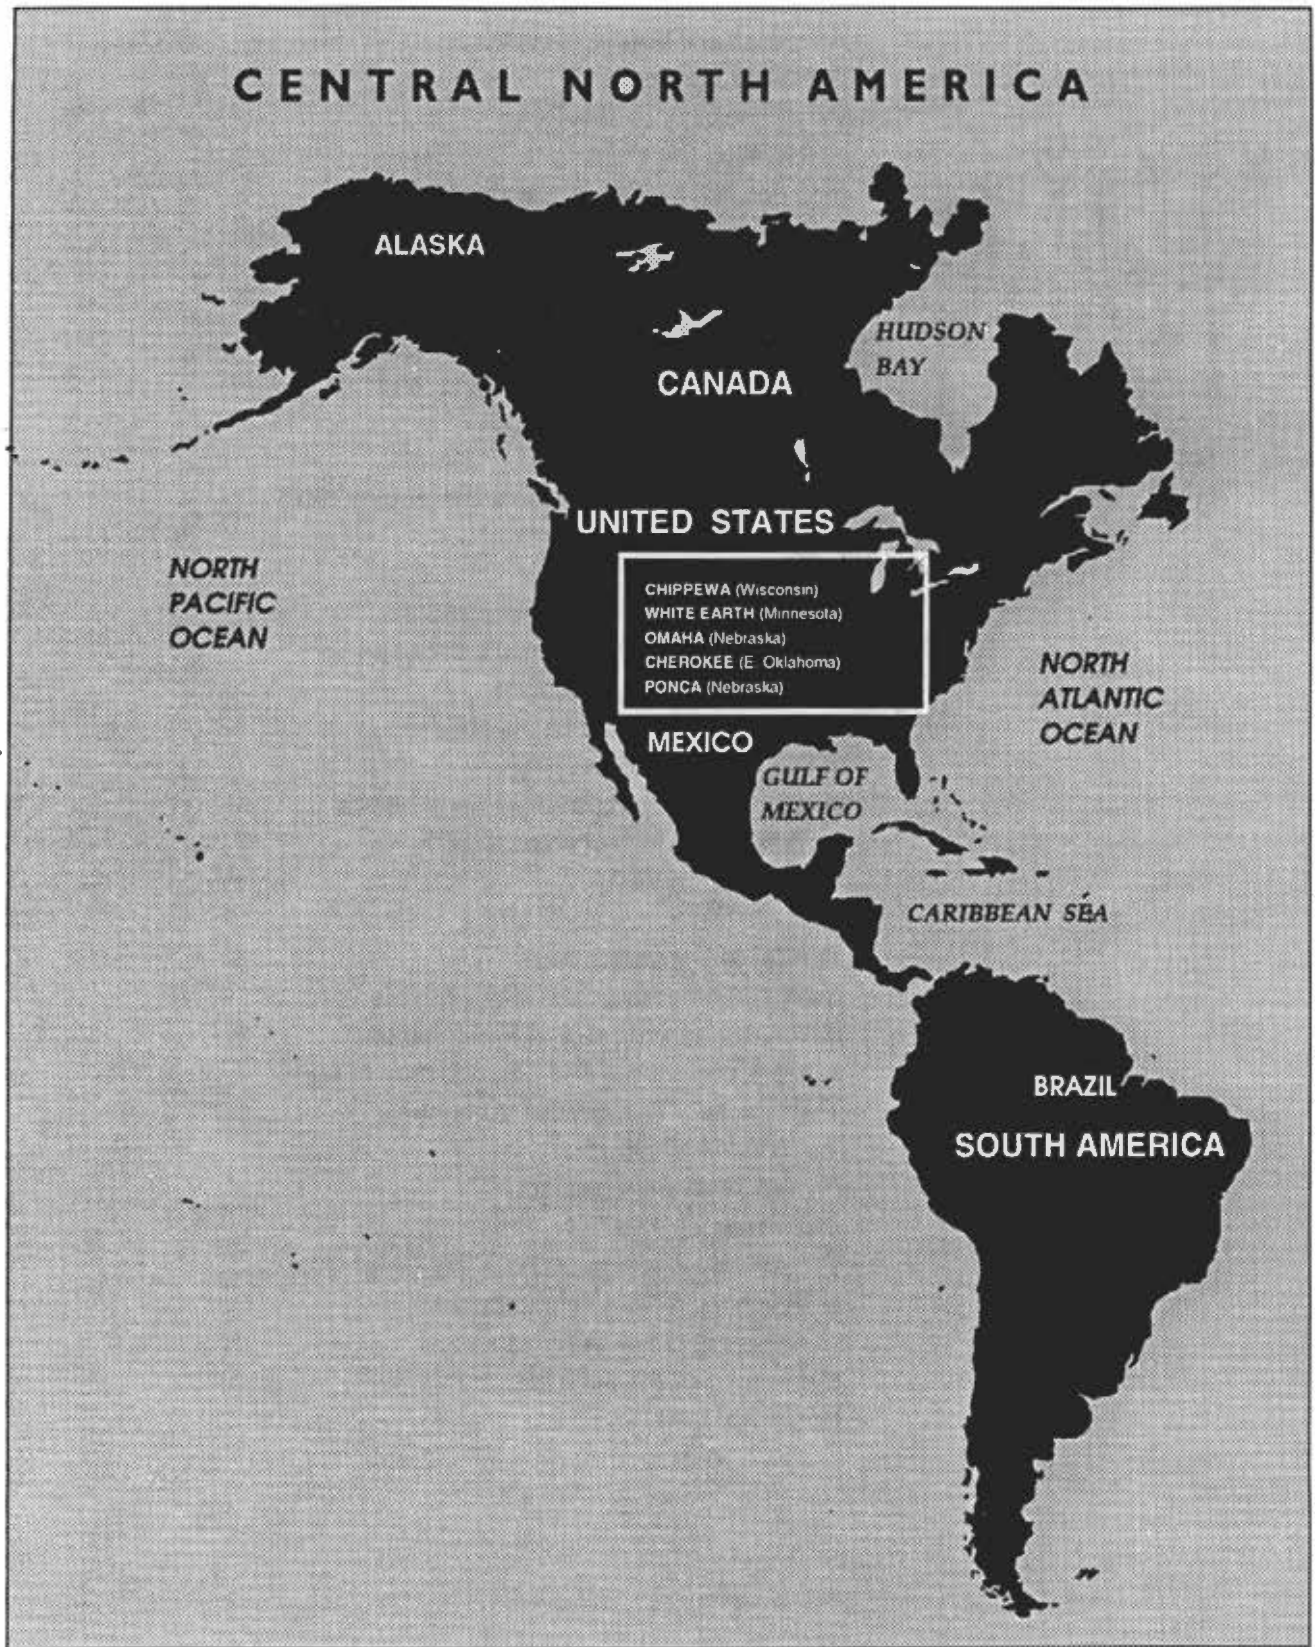 CENTRAL NORTH AMERICA
ALASKA
HUDSON
BAY
CANADA
UNITED STATES
NORTH
PACIFIC
OCEAN
CHIPPEWA (Wisconsin)
WHITE EARTH (Minnesota)
OMAHA (Nebraska)
CHEROKEE (E Oklahoma)
PONCA (Nebraska)
NORTH
ATLANTIC
OCEAN
MEXICO
GULF OF
MEXICO
CARIBBEAN SEA
BRAZIL
SOUTH AMERICA